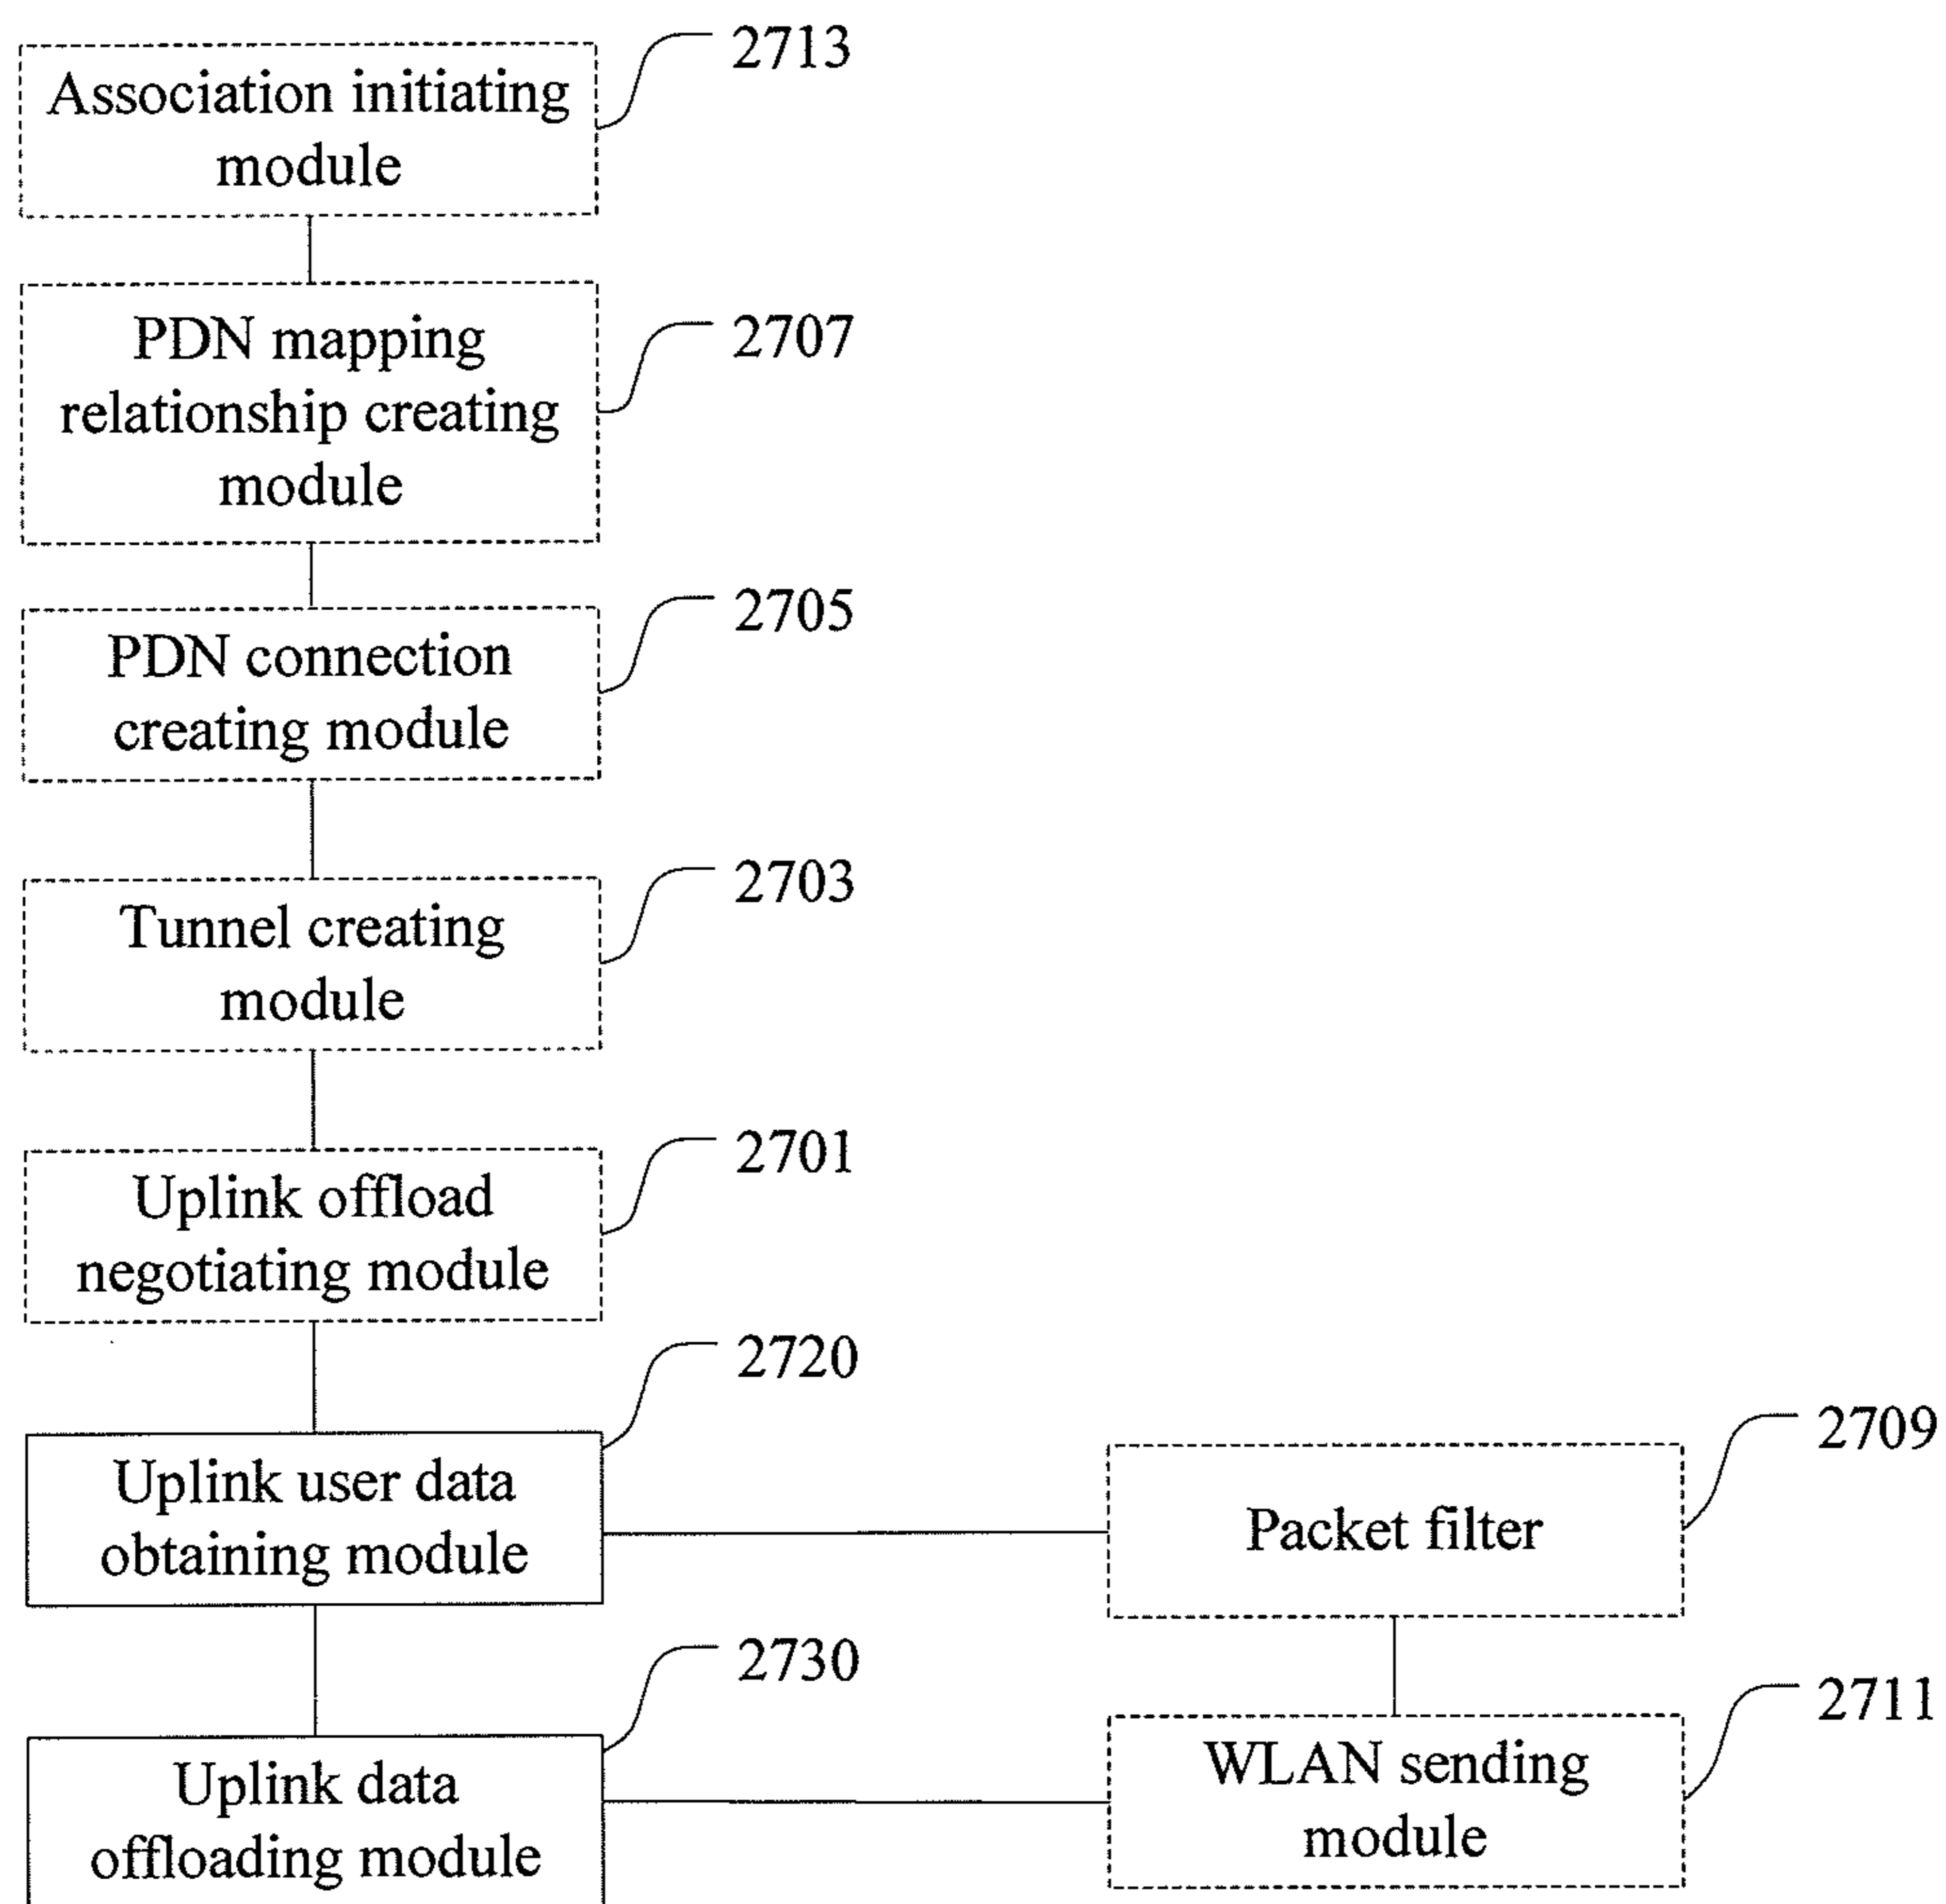 2713
Association initiating
module
2707
PDN mapping
relationship creating
module
2705
PDN connection
creating module
2703
Tunnel creating
module
2701
Uplink offload
negotiating module
2720
Uplink user data
obtaining module
2709
Packet filter
2730
Uplink data
offloading module
2711
WLAN sending
module